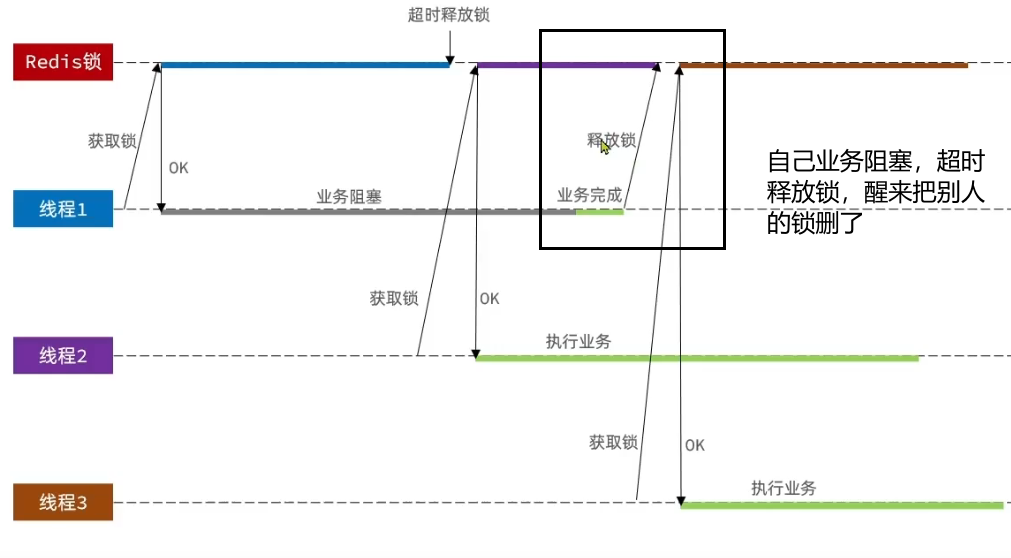 超时释放锁
Redis锁
获取锁
OK
释放锁
自己业务阻塞，超时
释放锁，醒来把别人
的锁删了
线程1
业务阻塞
业务完成
获取锁
OK
线程2
执行业务
获取锁
OK
线程3
执行业务